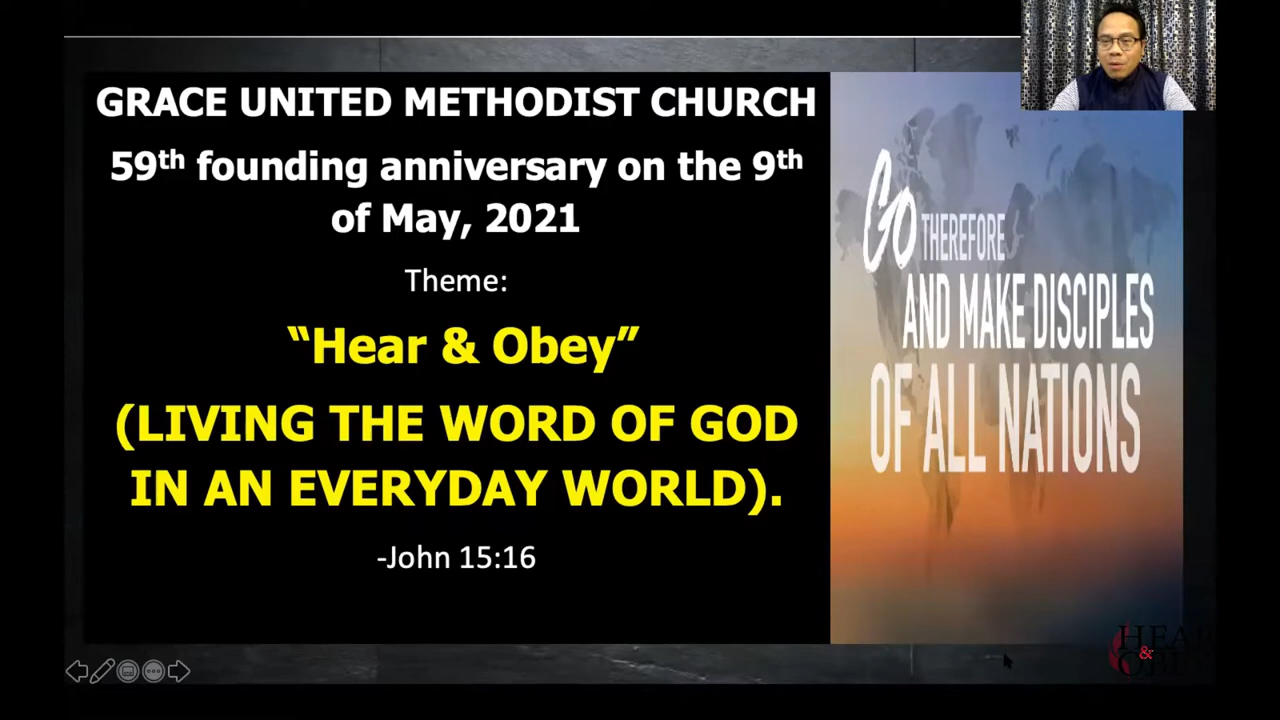 GRACE UNITED METHODIST CHURCH
59th founding anniversary on the 9th
of May, 2021
Theme:
“Hear & Obey”
(LIVING THE WORD OF GOD
IN AN EVERYDAY WORLD).
-John 15:16
GO THEREFORE
AND MAKE DISCIPLES
OF ALL NATIONS
&